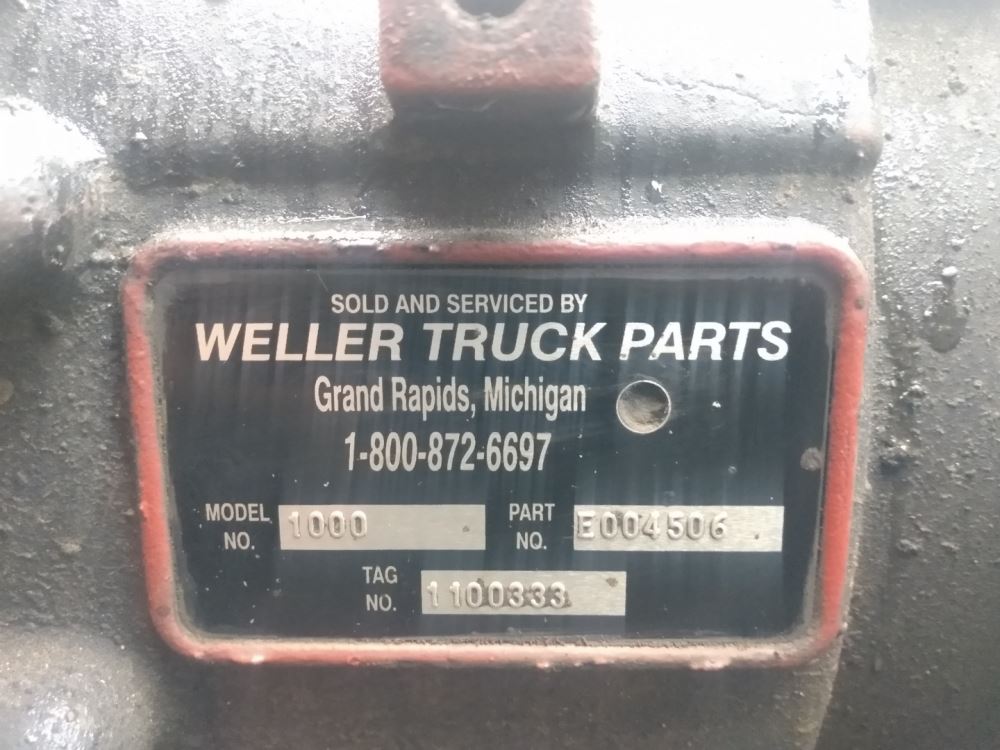 SOLD AND SERVICED BY
WELLER TRUCK PARTS
Grand Rapids, Michigan
1-800-872-6697
MODEL NO. 1000 PART NO. E004506
TAG NO. 1100333